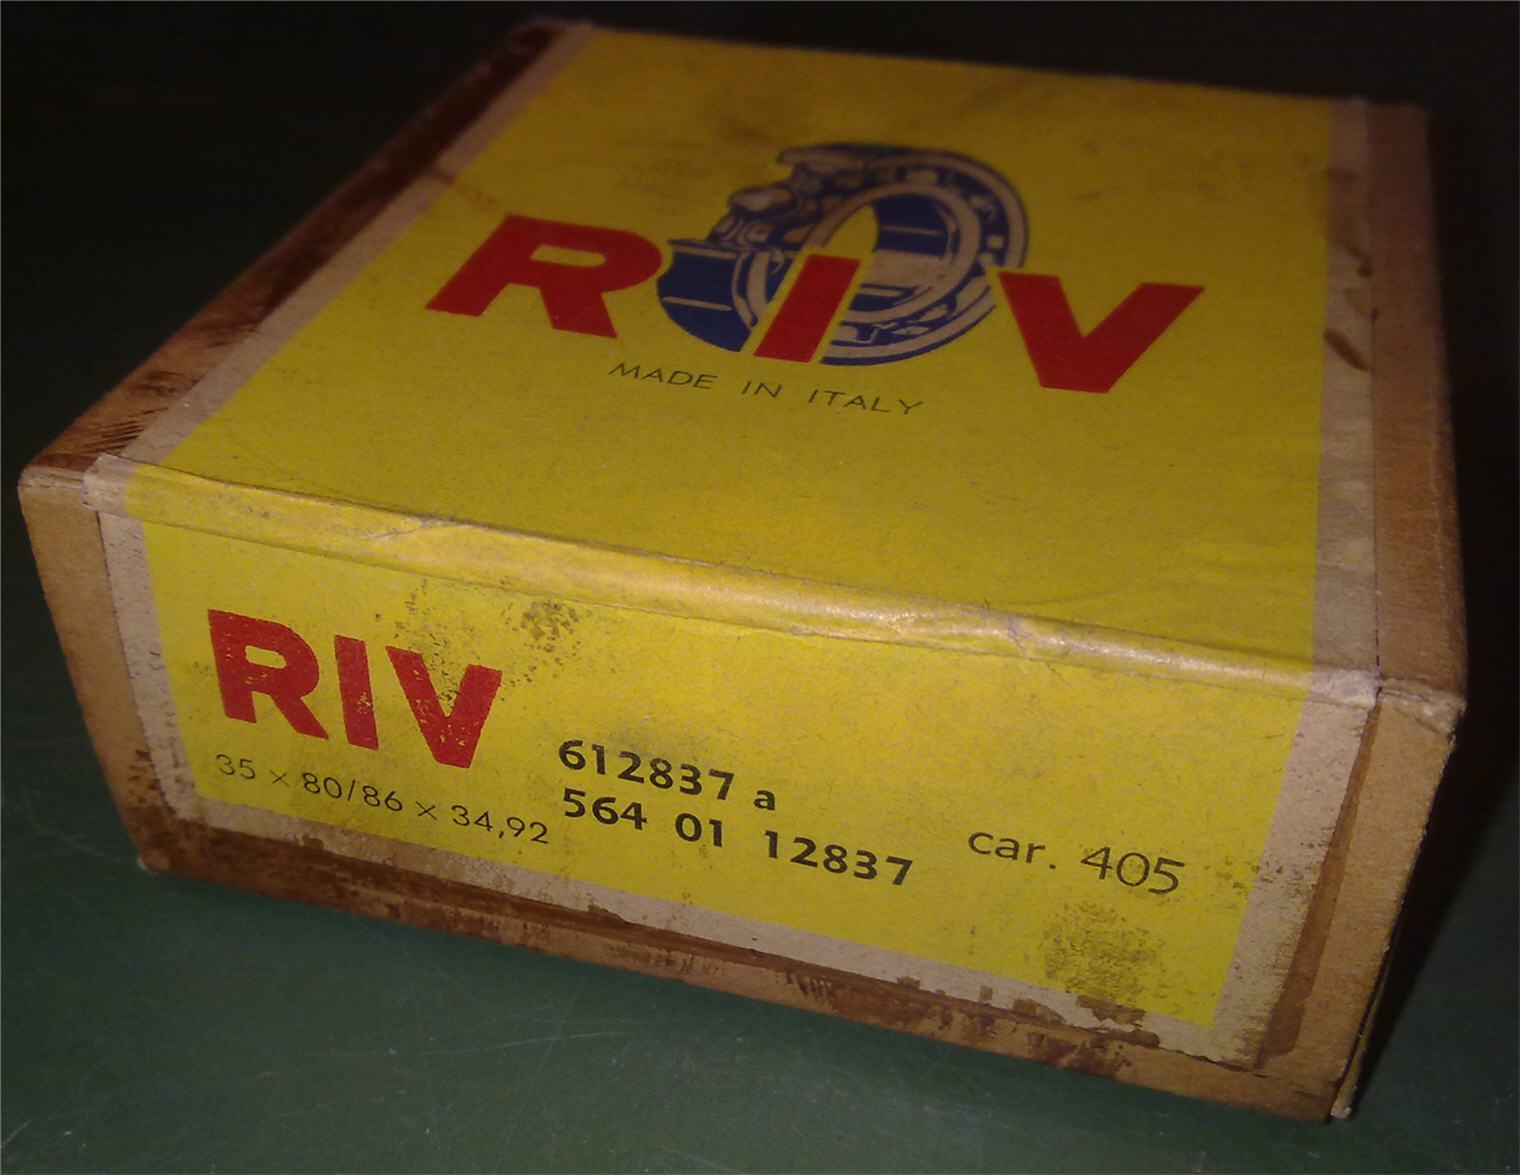 RIV
MADE IN ITALY
RIV
35 × 80/86 × 34,92
612837 a
564 01 12837
car. 405